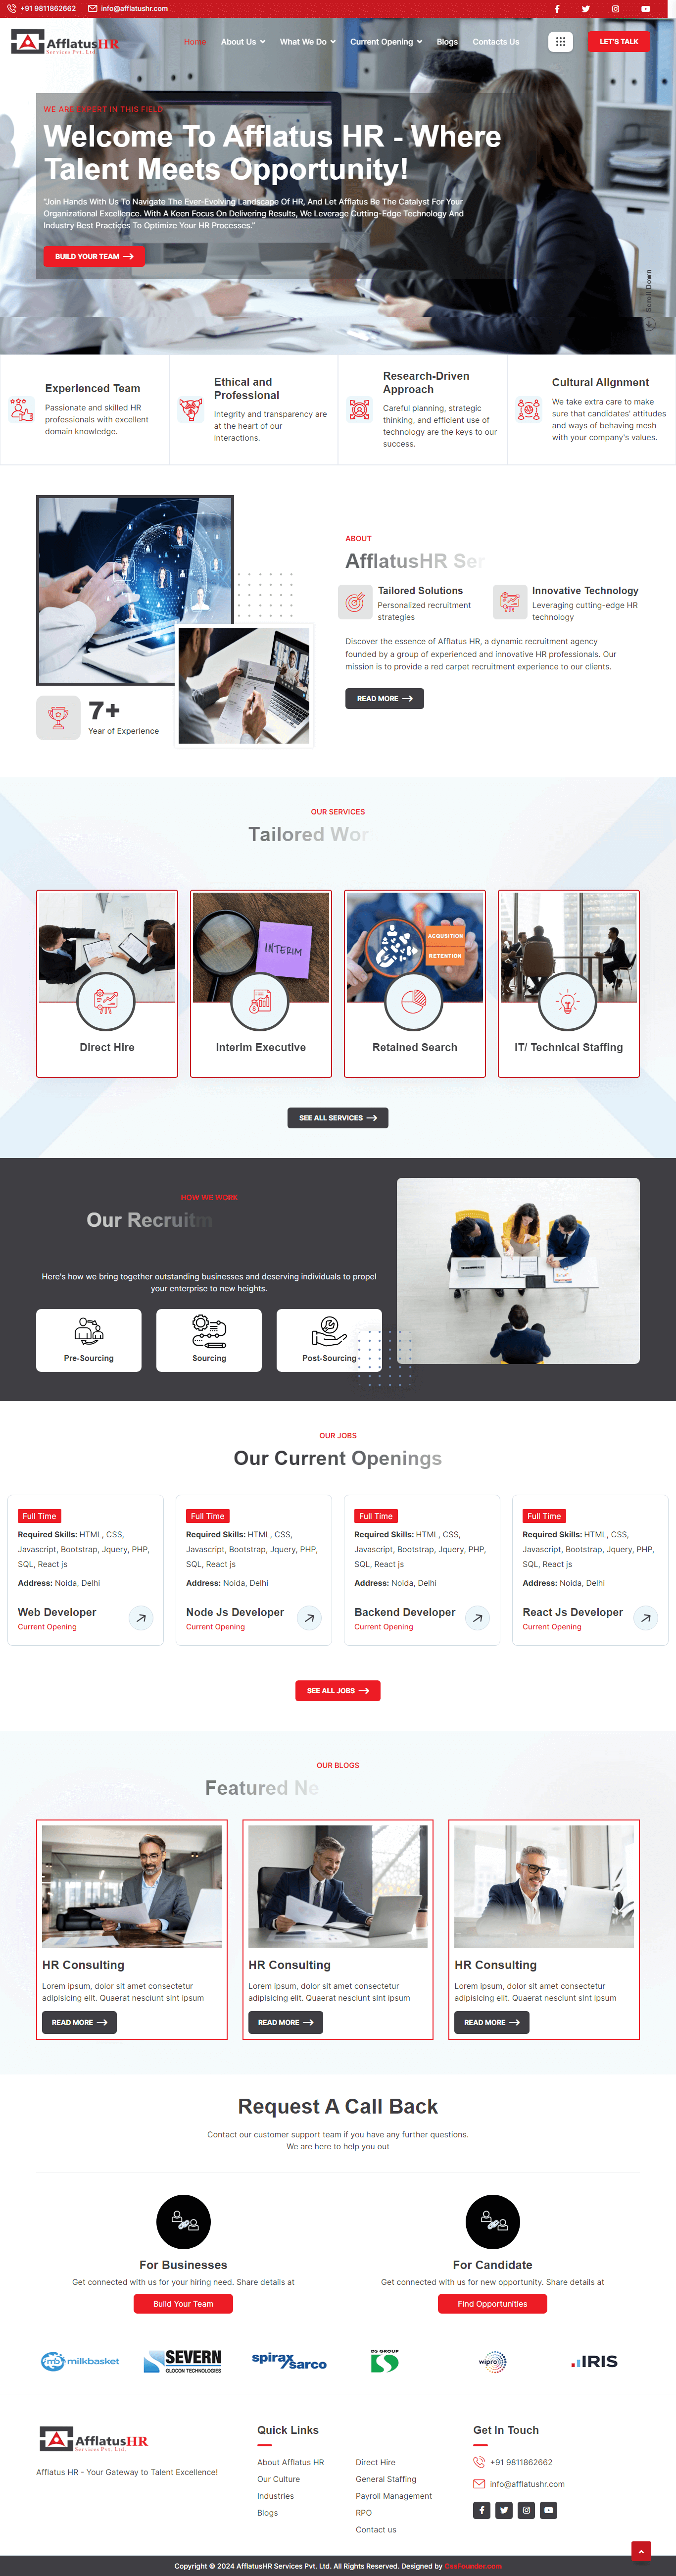 +91 9811862662 info@afflatushr.com
AfflatusHR
Services Pvt. Ltd.
Home About Us What We Do Current Opening Blogs Contacts Us LET'S TALK
WE ARE EXPERT IN THIS FIELD
Welcome To Afflatus HR - Where
Talent Meets Opportunity!
"Join Hands With Us To Navigate The Ever-Evolving Landscape Of HR, And Let Afflatus Be The Catalyst For Your
Organizational Excellence. With A Keen Focus On Delivering Results, We Leverage Cutting-Edge Technology And
Industry Best Practices To Optimize Your HR Processes."
BUILD YOUR TEAM
Scroll Down
Experienced Team
Passionate and skilled HR
professionals with excellent
domain knowledge.
Ethical and
Professional
Integrity and transparency are
at the heart of our
interactions.
Research-Driven
Approach
Careful planning, strategic
thinking, and efficient use of
technology are the keys to our
success.
Cultural Alignment
We take extra care to make
sure that candidates' attitudes
and ways of behaving mesh
with your company's values.
7+
Year of Experience
ABOUT
AfflatusHR Ser
Tailored Solutions
Personalized recruitment
strategies
Innovative Technology
Leveraging cutting-edge HR
technology
Discover the essence of Afflatus HR, a dynamic recruitment agency
founded by a group of experienced and innovative HR professionals. Our
mission is to provide a red carpet recruitment experience to our clients.
READ MORE
OUR SERVICES
Tailored Wor
Direct Hire
INTERIM
Interim Executive
ACQUSITION
RETENTION
Retained Search
IT/ Technical Staffing
SEE ALL SERVICES
HOW WE WORK
Our Recruitm
Here's how we bring together outstanding businesses and deserving individuals to propel
your enterprise to new heights.
Pre-Sourcing
Sourcing
Post-Sourcing
OUR JOBS
Our Current Openings
Full Time
Required Skills: HTML, CSS,
Javascript, Bootstrap, Jquery, PHP,
SQL, React js
Address: Noida, Delhi
Web Developer
Current Opening
Full Time
Required Skills: HTML, CSS,
Javascript, Bootstrap, Jquery, PHP,
SQL, React js
Address: Noida, Delhi
Node Js Developer
Current Opening
Full Time
Required Skills: HTML, CSS,
Javascript, Bootstrap, Jquery, PHP,
SQL, React js
Address: Noida, Delhi
Backend Developer
Current Opening
Full Time
Required Skills: HTML, CSS,
Javascript, Bootstrap, Jquery, PHP,
SQL, React js
Address: Noida, Delhi
React Js Developer
Current Opening
SEE ALL JOBS
OUR BLOGS
Featured Ne
HR Consulting
Lorem ipsum, dolor sit amet consectetur
adipisicing elit. Quaerat nesciunt sint ipsum
READ MORE
HR Consulting
Lorem ipsum, dolor sit amet consectetur
adipisicing elit. Quaerat nesciunt sint ipsum
READ MORE
HR Consulting
Lorem ipsum, dolor sit amet consectetur
adipisicing elit. Quaerat nesciunt sint ipsum
READ MORE
Request A Call Back
Contact our customer support team if you have any further questions.
We are here to help you out
For Businesses
Get connected with us for your hiring need. Share details at
Build Your Team
For Candidate
Get connected with us for new opportunity. Share details at
Find Opportunities
mb milkbasket
SEVERN
GLOCON TECHNOLOGIES
spirax
sarco
DS GROUP
wipro
IRIS
AfflatusHR
Services Pvt. Ltd.
Afflatus HR - Your Gateway to Talent Excellence!
Quick Links
About Afflatus HR
Our Culture
Industries
Blogs
Direct Hire
General Staffing
Payroll Management
RPO
Contact us
Get In Touch
+91 9811862662
info@afflatushr.com
Copyright © 2024 AfflatusHR Services Pvt. Ltd. All Rights Reserved. Designed by OssFounder.com